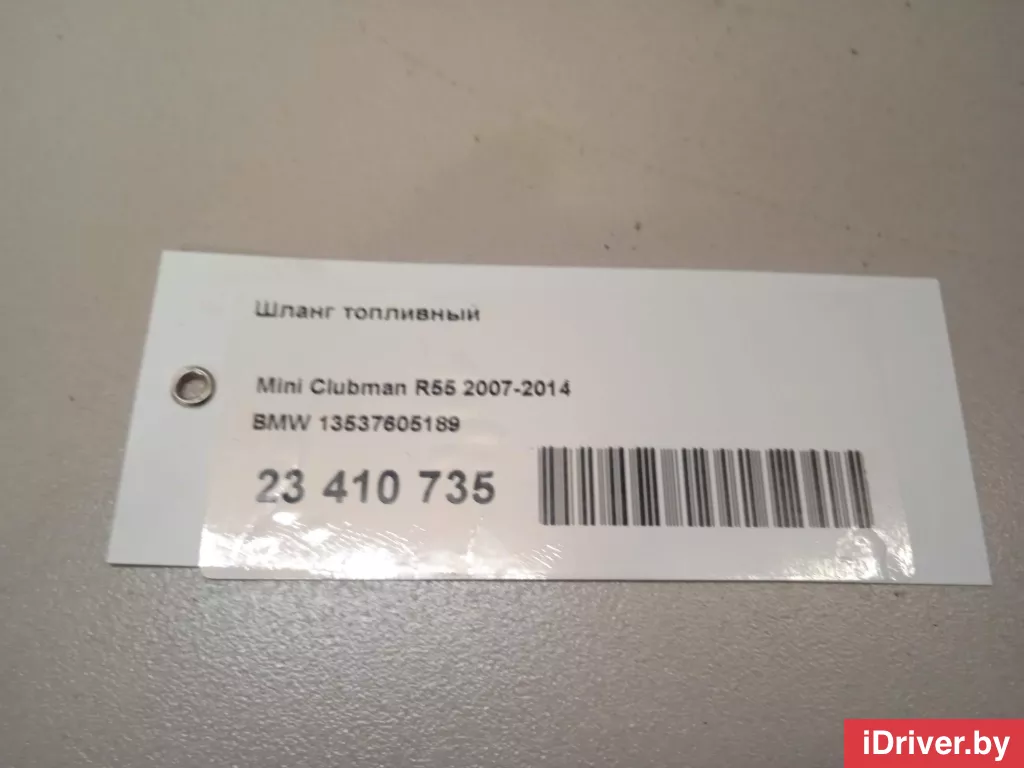 Шланг топливный
Mini Clubman R55 2007-2014
BMW 13537605189
23 410 735
iDriver.by